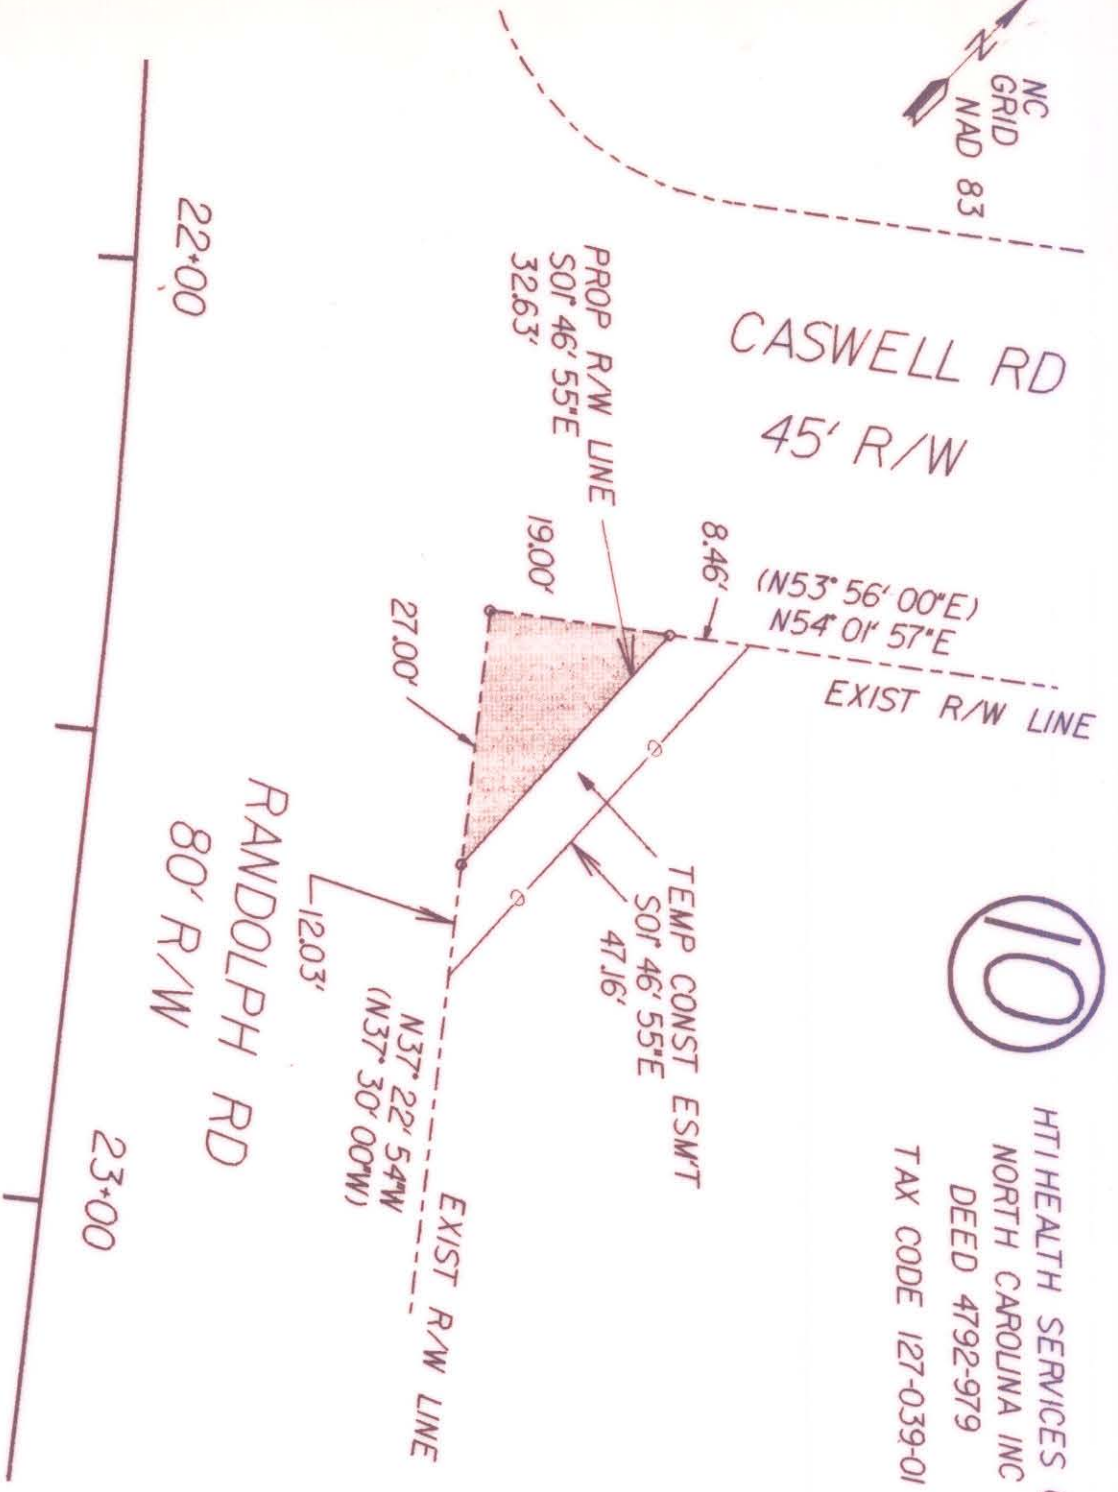 NC
GRID
NAD 83
N
CASWELL RD
45' R/W
PROP R/W LINE
S01° 46' 55"E
32.63'
8.46'
(N53° 56' 00"E)
N54° 01' 57"E
EXIST R/W LINE
19.00'
27.00'
TEMP CONST ESM'T
S01° 46' 55"E
47.16'
12.03'
N37° 22' 54"W
(N37° 30' 00"W)
EXIST R/W LINE
RANDOLPH RD
80' R/W
22+00
23+00
10
HTI HEALTH SERVICES
NORTH CAROLINA INC
DEED 4792-979
TAX CODE 127-039-01